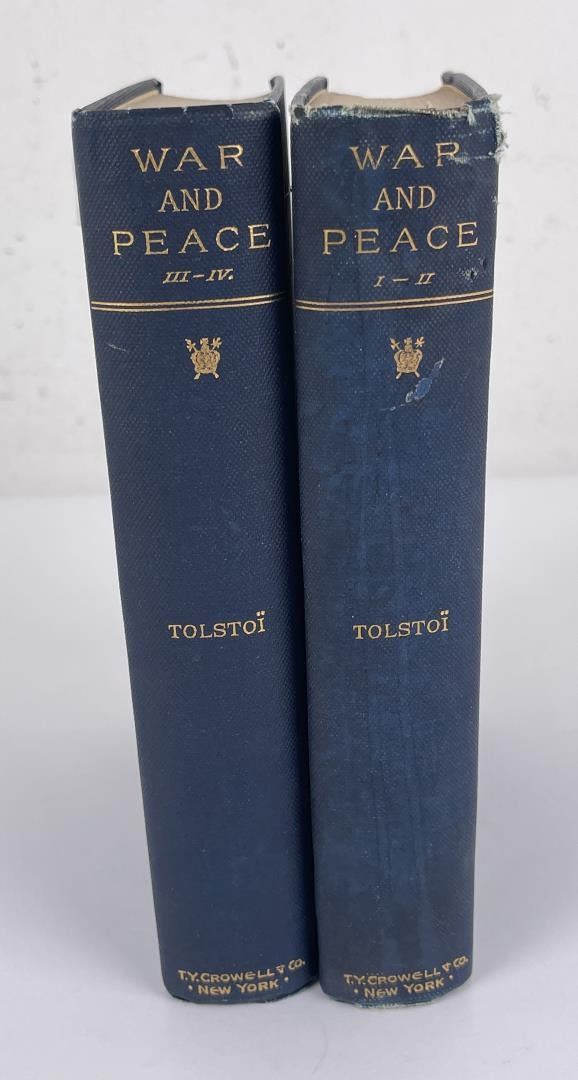 WAR
AND
PEACE
III-IV.
TOLSTOÏ
T.Y. CROWELL & CO.
• NEW YORK •
WAR
AND
PEACE
I-II
TOLSTOÏ
T.Y. CROWELL & CO.
• NEW YORK •